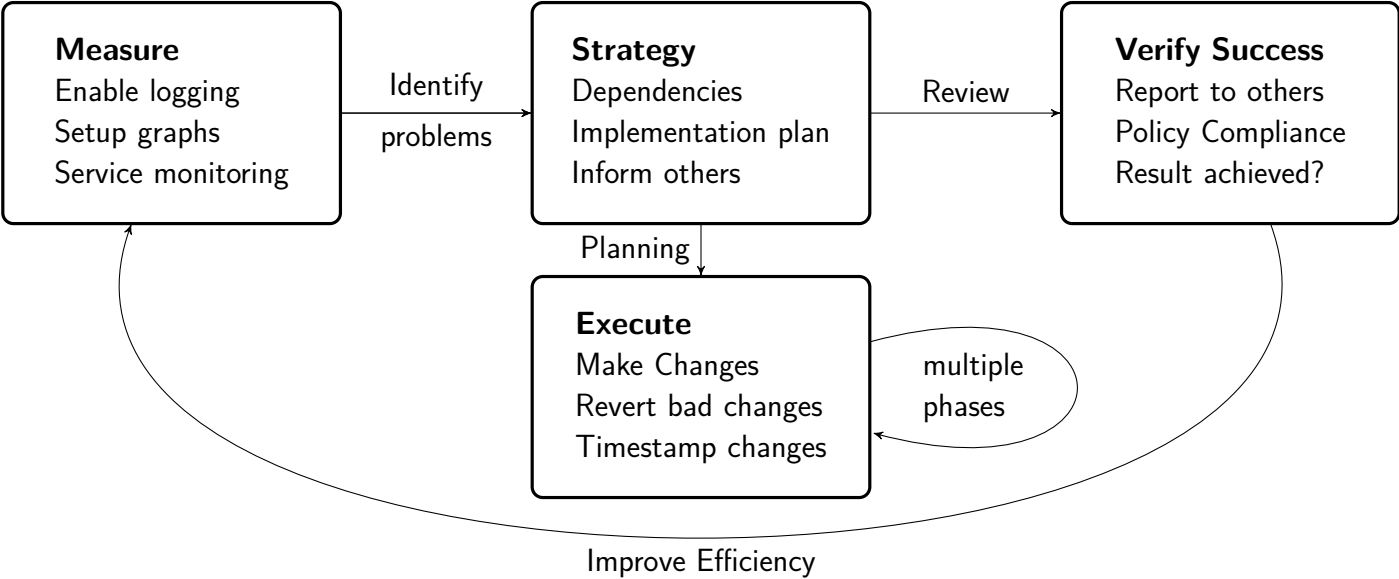 Measure
Enable logging
Setup graphs
Service monitoring
Identify
problems
Strategy
Dependencies
Implementation plan
Inform others
Review
Verify Success
Report to others
Policy Compliance
Result achieved?
Planning
Execute
Make Changes
Revert bad changes
Timestamp changes
multiple
phases
Improve Efficiency